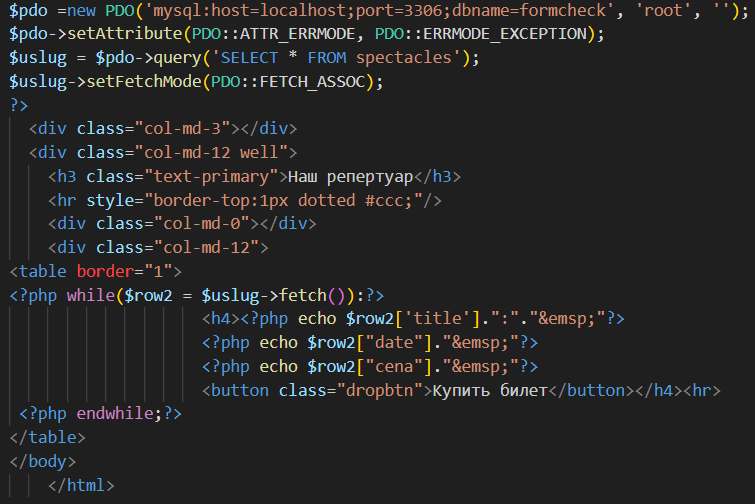 $pdo =new PDO('mysql:host=localhost;port=3306;dbname=formcheck', 'root', '');
$pdo->setAttribute(PDO::ATTR_ERRMODE, PDO::ERRMODE_EXCEPTION);
$uslug = $pdo->query('SELECT * FROM spectacles');
$uslug->setFetchMode(PDO::FETCH_ASSOC);
?>
<div class="col-md-3"></div>
<div class="col-md-12 well">
<h3 class="text-primary">Наш репертуар</h3>
<hr style="border-top:1px dotted #ccc;"/>
<div class="col-md-0"></div>
<div class="col-md-12">
<table border="1">
<?php while($row2 = $uslug->fetch()):?>
<h4><?php echo $row2['title'].":"."&emsp;"?>
<?php echo $row2["date"]."&emsp;"?>
<?php echo $row2["cena"]."&emsp;"?>
<button class="dropbtn">Купить билет</button></h4><hr>
<?php endwhile;?>
</table>
</body>
</html>